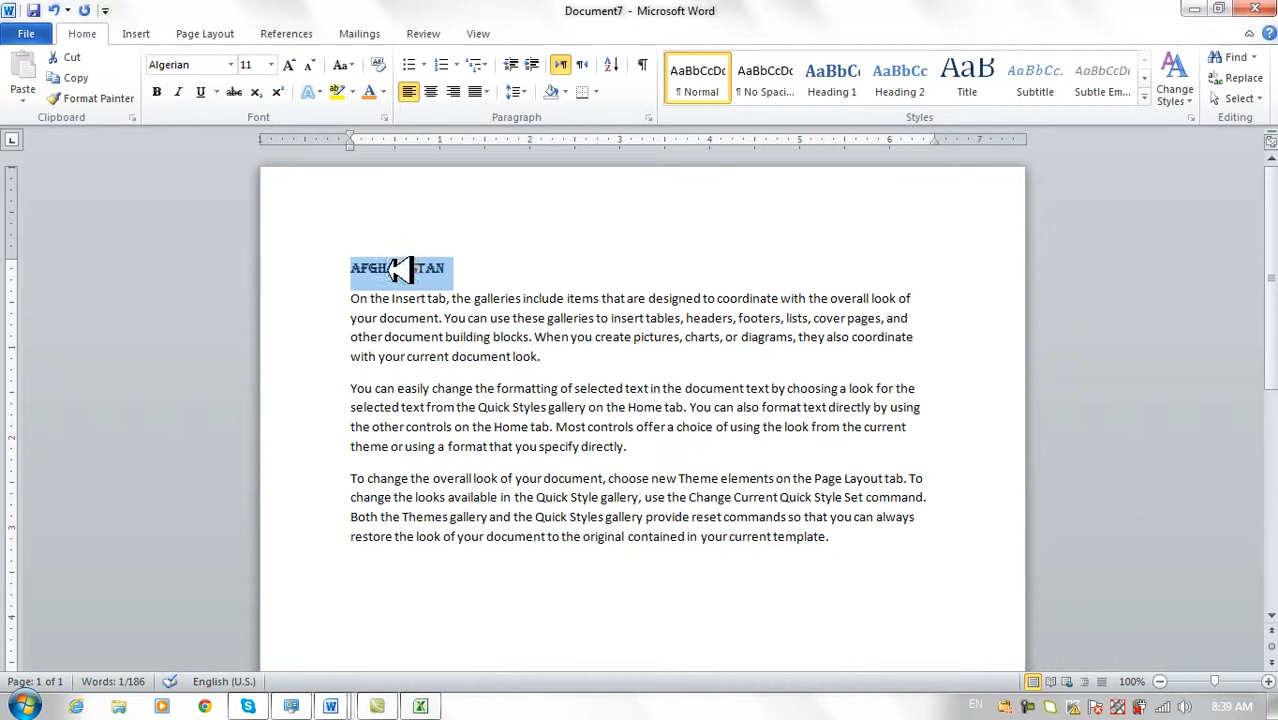 Document7 - Microsoft Word
File Home Insert Page Layout References Mailings Review View
Cut
Copy
Format Painter
Paste
Clipboard
Algerian 11
Font
Paragraph
AaBbCcDc AaBbCcDc AaBbC AaBbCc AaB AaBbCc. AaBbCcDc
¶ Normal ¶ No Spaci... Heading 1 Heading 2 Title Subtitle Subtle Em...
Change
Styles
Styles
Find
Replace
Select
Editing
On the Insert tab, the galleries include items that are designed to coordinate with the overall look of
your document. You can use these galleries to insert tables, headers, footers, lists, cover pages, and
other document building blocks. When you create pictures, charts, or diagrams, they also coordinate
with your current document look.
You can easily change the formatting of selected text in the document text by choosing a look for the
selected text from the Quick Styles gallery on the Home tab. You can also format text directly by using
the other controls on the Home tab. Most controls offer a choice of using the look from the current
theme or using a format that you specify directly.
To change the overall look of your document, choose new Theme elements on the Page Layout tab. To
change the looks available in the Quick Style gallery, use the Change Current Quick Style Set command.
Both the Themes gallery and the Quick Styles gallery provide reset commands so that you can always
restore the look of your document to the original contained in your current template.
Page: 1 of 1 Words: 1/186 English (U.S.) 100%
EN 8:39 AM